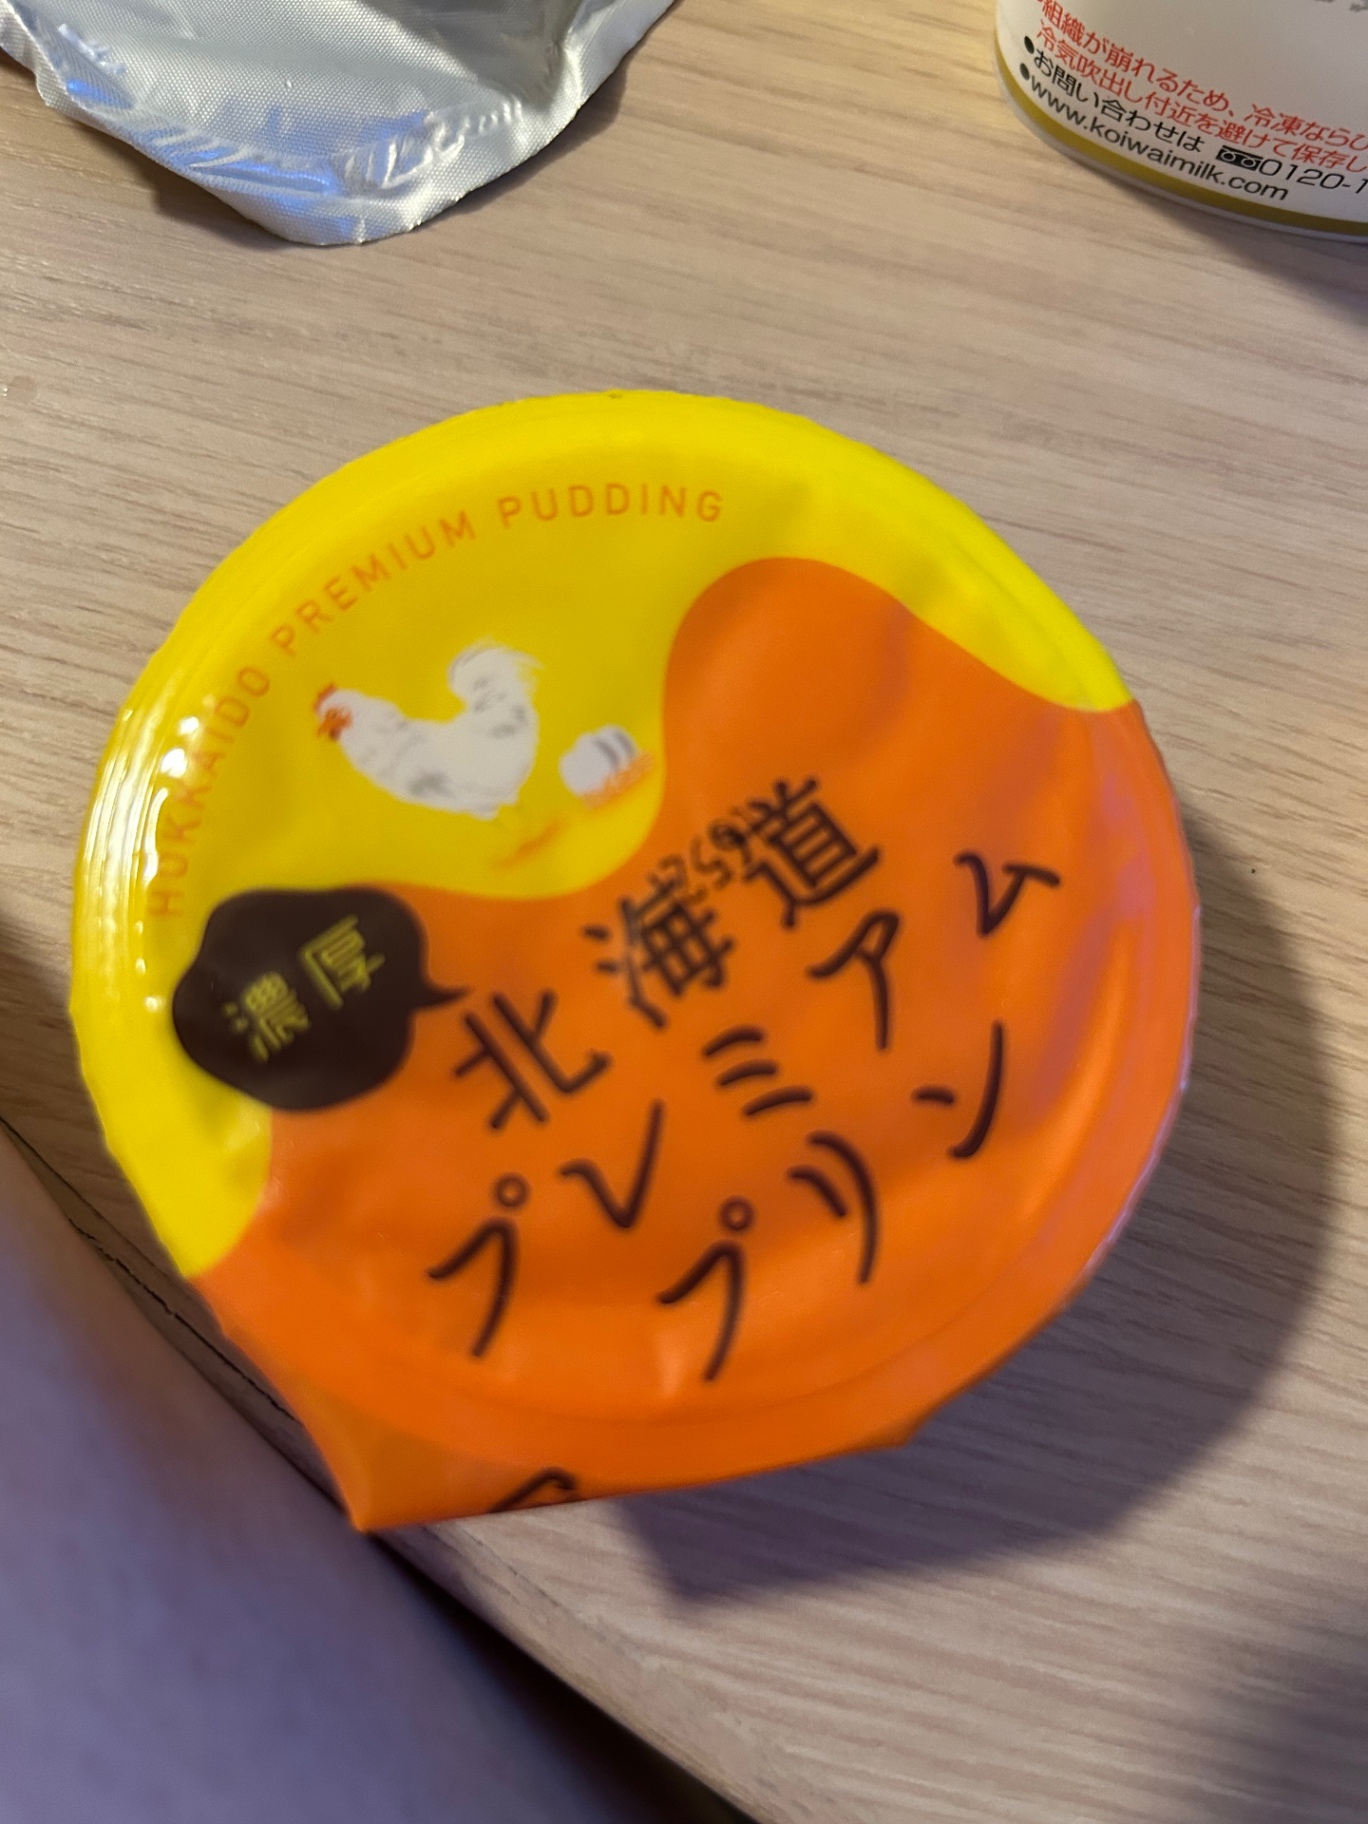 組織が崩れるため、冷凍ならび
冷気吹出し付近を避けて保存し
●お問い合わせは 0120-1
●www.koiwaimilk.com
HOKKAIDO PREMIUM PUDDING
濃厚
北海道
プレミアム
プリン